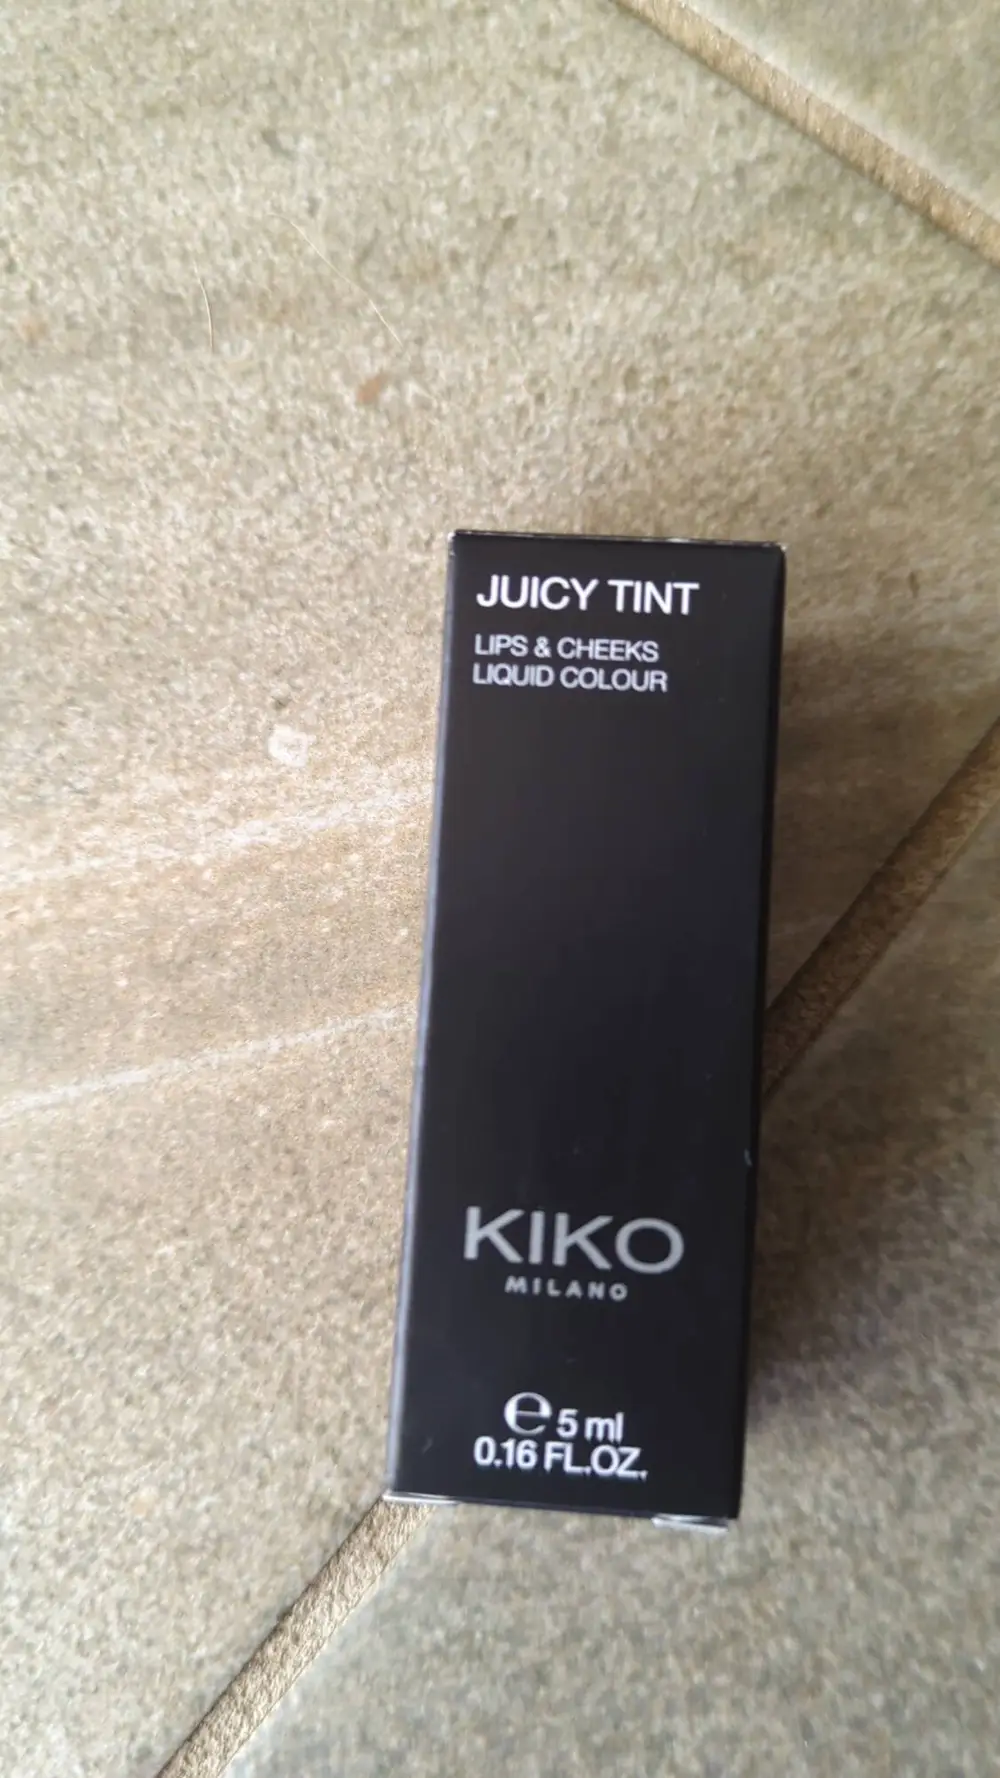 JUICY TINT
LIPS & CHEEKS
LIQUID COLOUR
KIKO
MILANO
℮ 5 ml
0.16 FL.OZ.